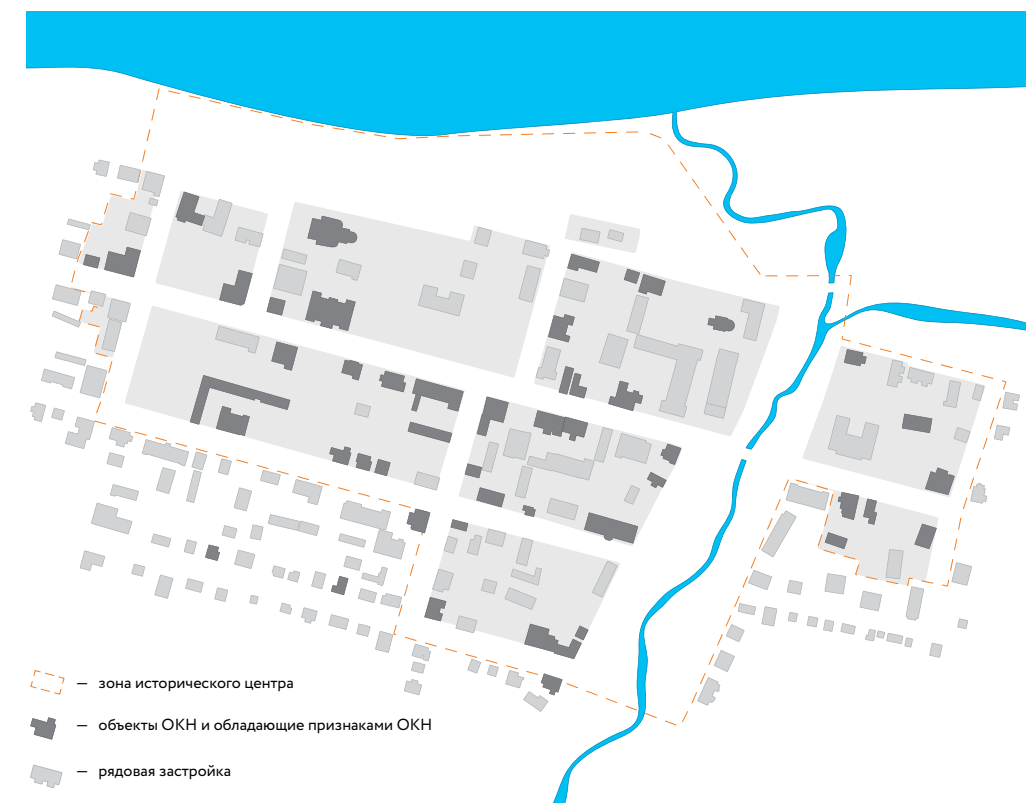 — зона исторического центра
— объекты ОКН и обладающие признаками ОКН
— рядовая застройка